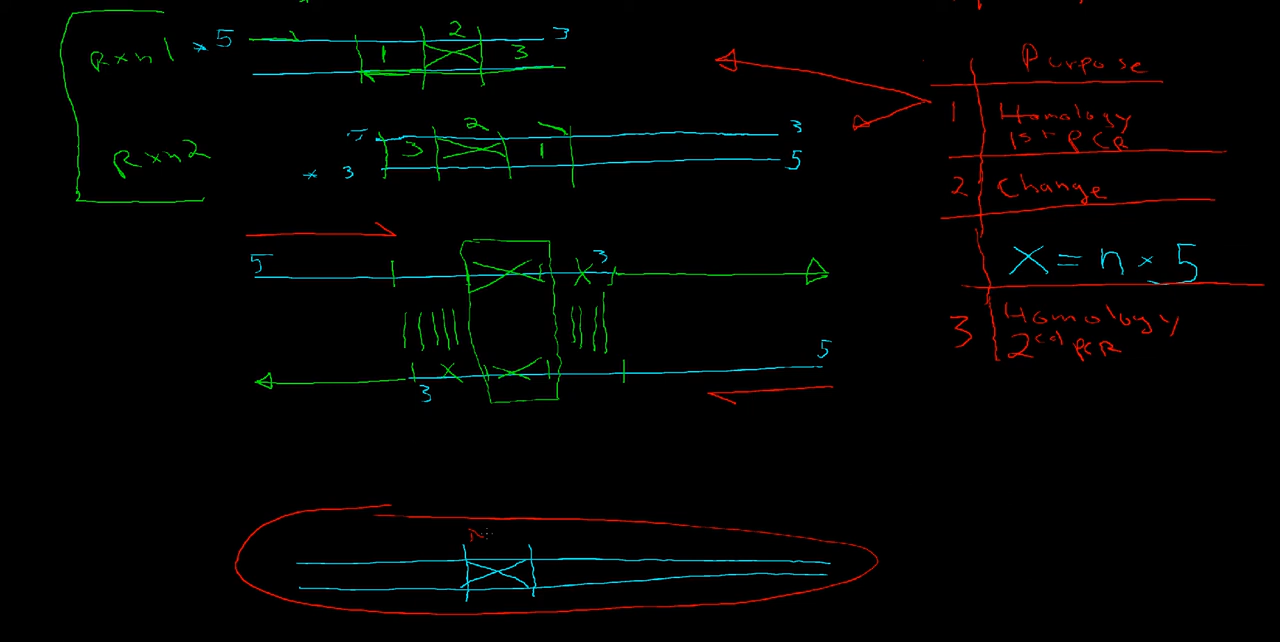 Rxn1
5 3
2
1 3
Rxn2
3
2
3 1
3 5
5 3
5
3
Purpose
1 Homology
1st PCR
2 Change
X = n × 5
3 Homology
2nd PCR